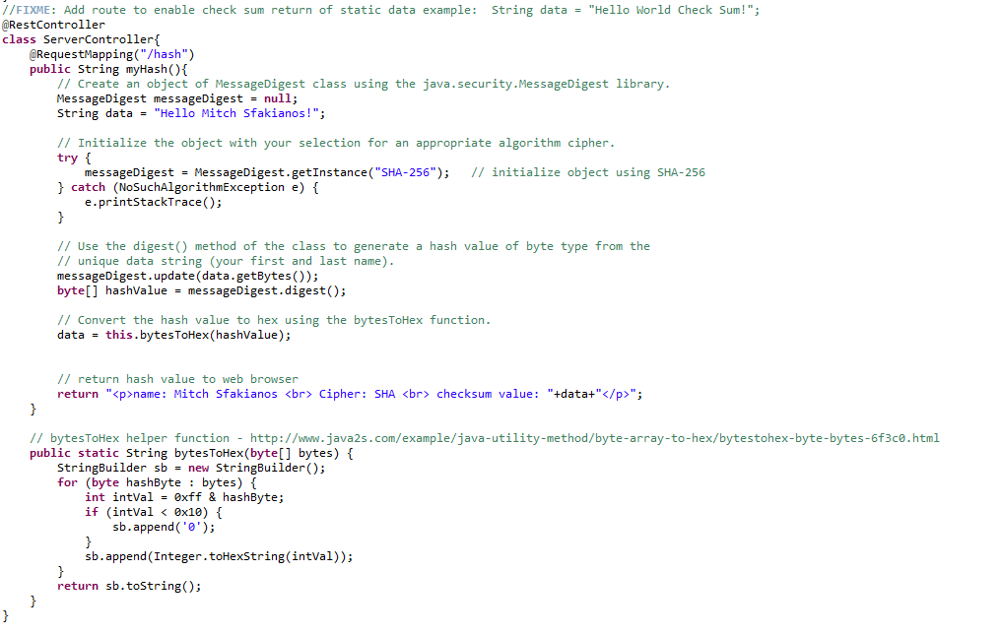 //FIXME: Add route to enable check sum return of static data example:  String data = "Hello World Check Sum!";
@RestController
class ServerController{
    @RequestMapping("/hash")
    public String myHash(){
        // Create an object of MessageDigest class using the java.security.MessageDigest library.
        MessageDigest messageDigest = null;
        String data = "Hello Mitch Sfakianos!";

        // Initialize the object with your selection for an appropriate algorithm cipher.
        try {
            messageDigest = MessageDigest.getInstance("SHA-256");   // initialize object using SHA-256
        } catch (NoSuchAlgorithmException e) {
            e.printStackTrace();
        }

        // Use the digest() method of the class to generate a hash value of byte type from the
        // unique data string (your first and last name).
        messageDigest.update(data.getBytes());
        byte[] hashValue = messageDigest.digest();

        // Convert the hash value to hex using the bytesToHex function.
        data = this.bytesToHex(hashValue);


        // return hash value to web browser
        return "<p>name: Mitch Sfakianos <br> Cipher: SHA <br> checksum value: "+data+"</p>";
    }

    // bytesToHex helper function - http://www.java2s.com/example/java-utility-method/byte-array-to-hex/bytestohex-byte-bytes-6f3c0.html
    public static String bytesToHex(byte[] bytes) {
        StringBuilder sb = new StringBuilder();
        for (byte hashByte : bytes) {
            int intVal = 0xff & hashByte;
            if (intVal < 0x10) {
                sb.append('0');
            }
            sb.append(Integer.toHexString(intVal));
        }
        return sb.toString();
    }
}